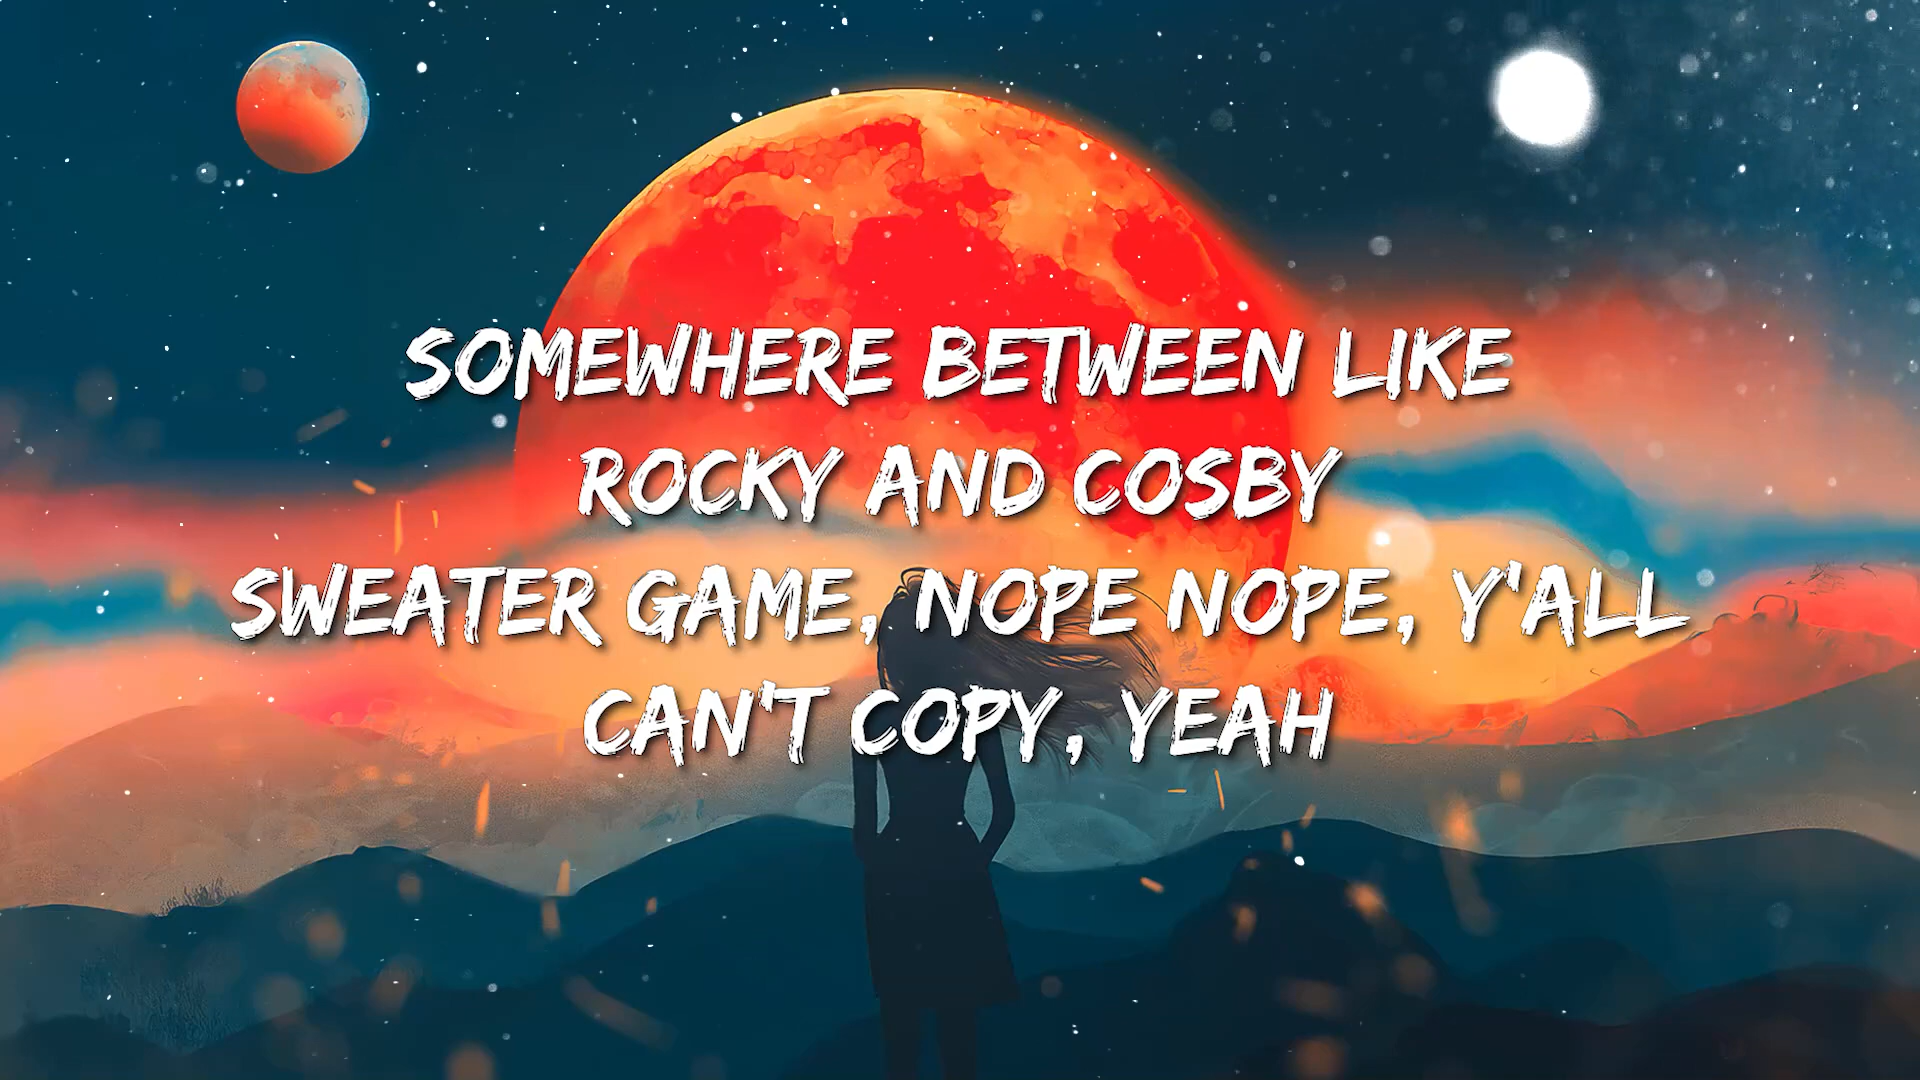 SOMEWHERE BETWEEN LIKE
ROCKY AND COSBY
SWEATER GAME, NOPE NOPE, Y'ALL
CAN'T COPY, YEAH